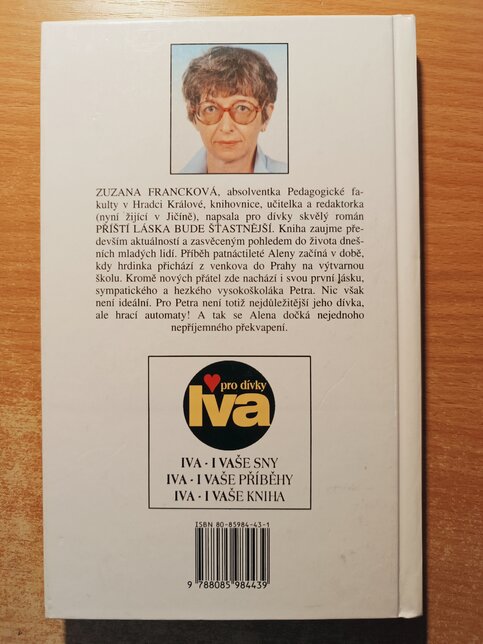 ZUZANA FRANCKOVÁ, absolventka Pedagogické fa-
kulty v Hradci Králové, knihovnice, učitelka a redaktorka
(nyní žijící v Jičíně), napsala pro dívky skvělý román
PŘÍŠTÍ LÁSKA BUDE ŠŤASTNĚJŠÍ. Kniha zaujme pře-
devším aktuálností a zasvěceným pohledem do života dneš-
ních mladých lidí. Příběh patnáctileté Aleny začíná v době,
kdy hrdinka přichází z venkova do Prahy na výtvarnou
školu. Kromě nových přátel zde nachází i svou první lásku,
sympatického a hezkého vysokoškoláka Petra. Nic však
není ideální. Pro Petra není totiž nejdůležitější jeho dívka,
ale hrací automaty! A tak se Alena dočká nejednoho
nepříjemného překvapení.
pro dívky
Iva
IVA - I VAŠE SNY
IVA - I VAŠE PŘÍBĚHY
IVA - I VAŠE KNIHA
ISBN 80-85984-43-1
9 788085 984439